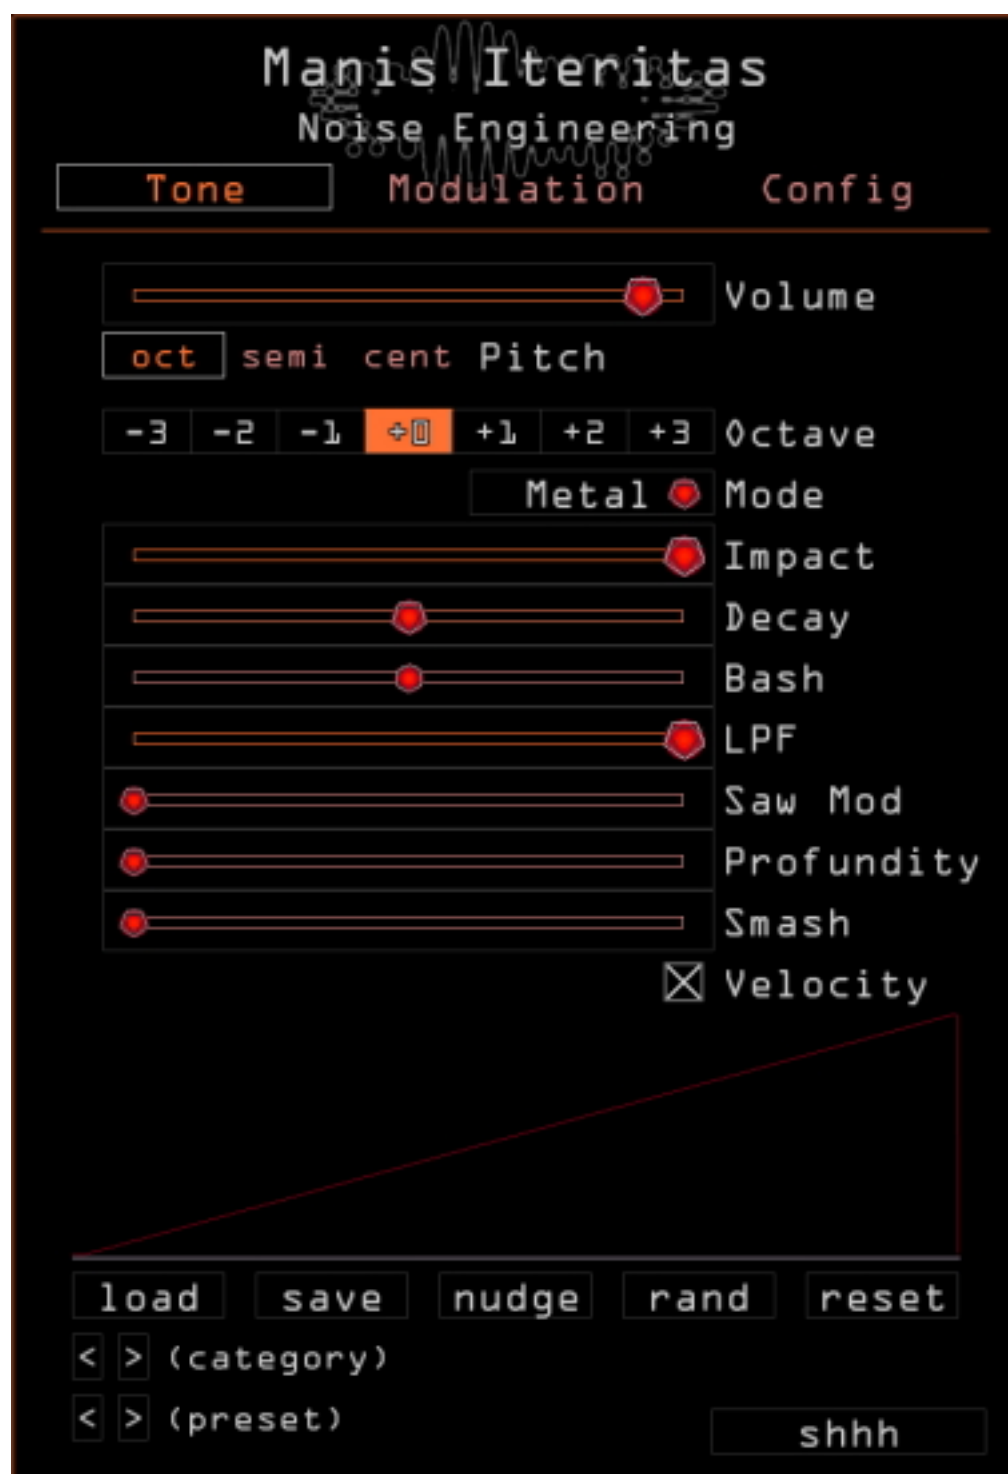 Manis Iteritas
Noise Engineering
Tone Modulation Config
Volume
oct semi cent Pitch
-3 -2 -1 +0 +1 +2 +3 Octave
Metal Mode
Impact
Decay
Bash
LPF
Saw Mod
Profundity
Smash
Velocity
load save nudge rand reset
< > (category)
< > (preset)
shhh